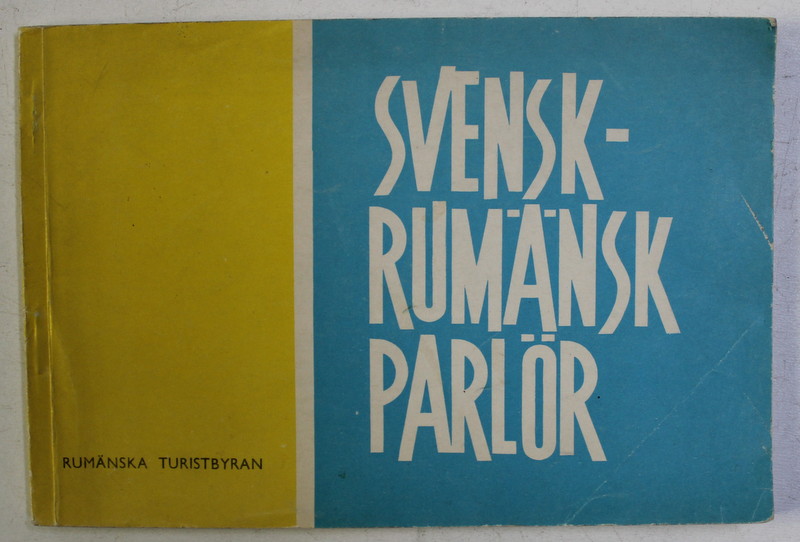 SVENSK-
RUMÄNSK
PARLÖR
RUMÄNSKA TURISTBYRAN